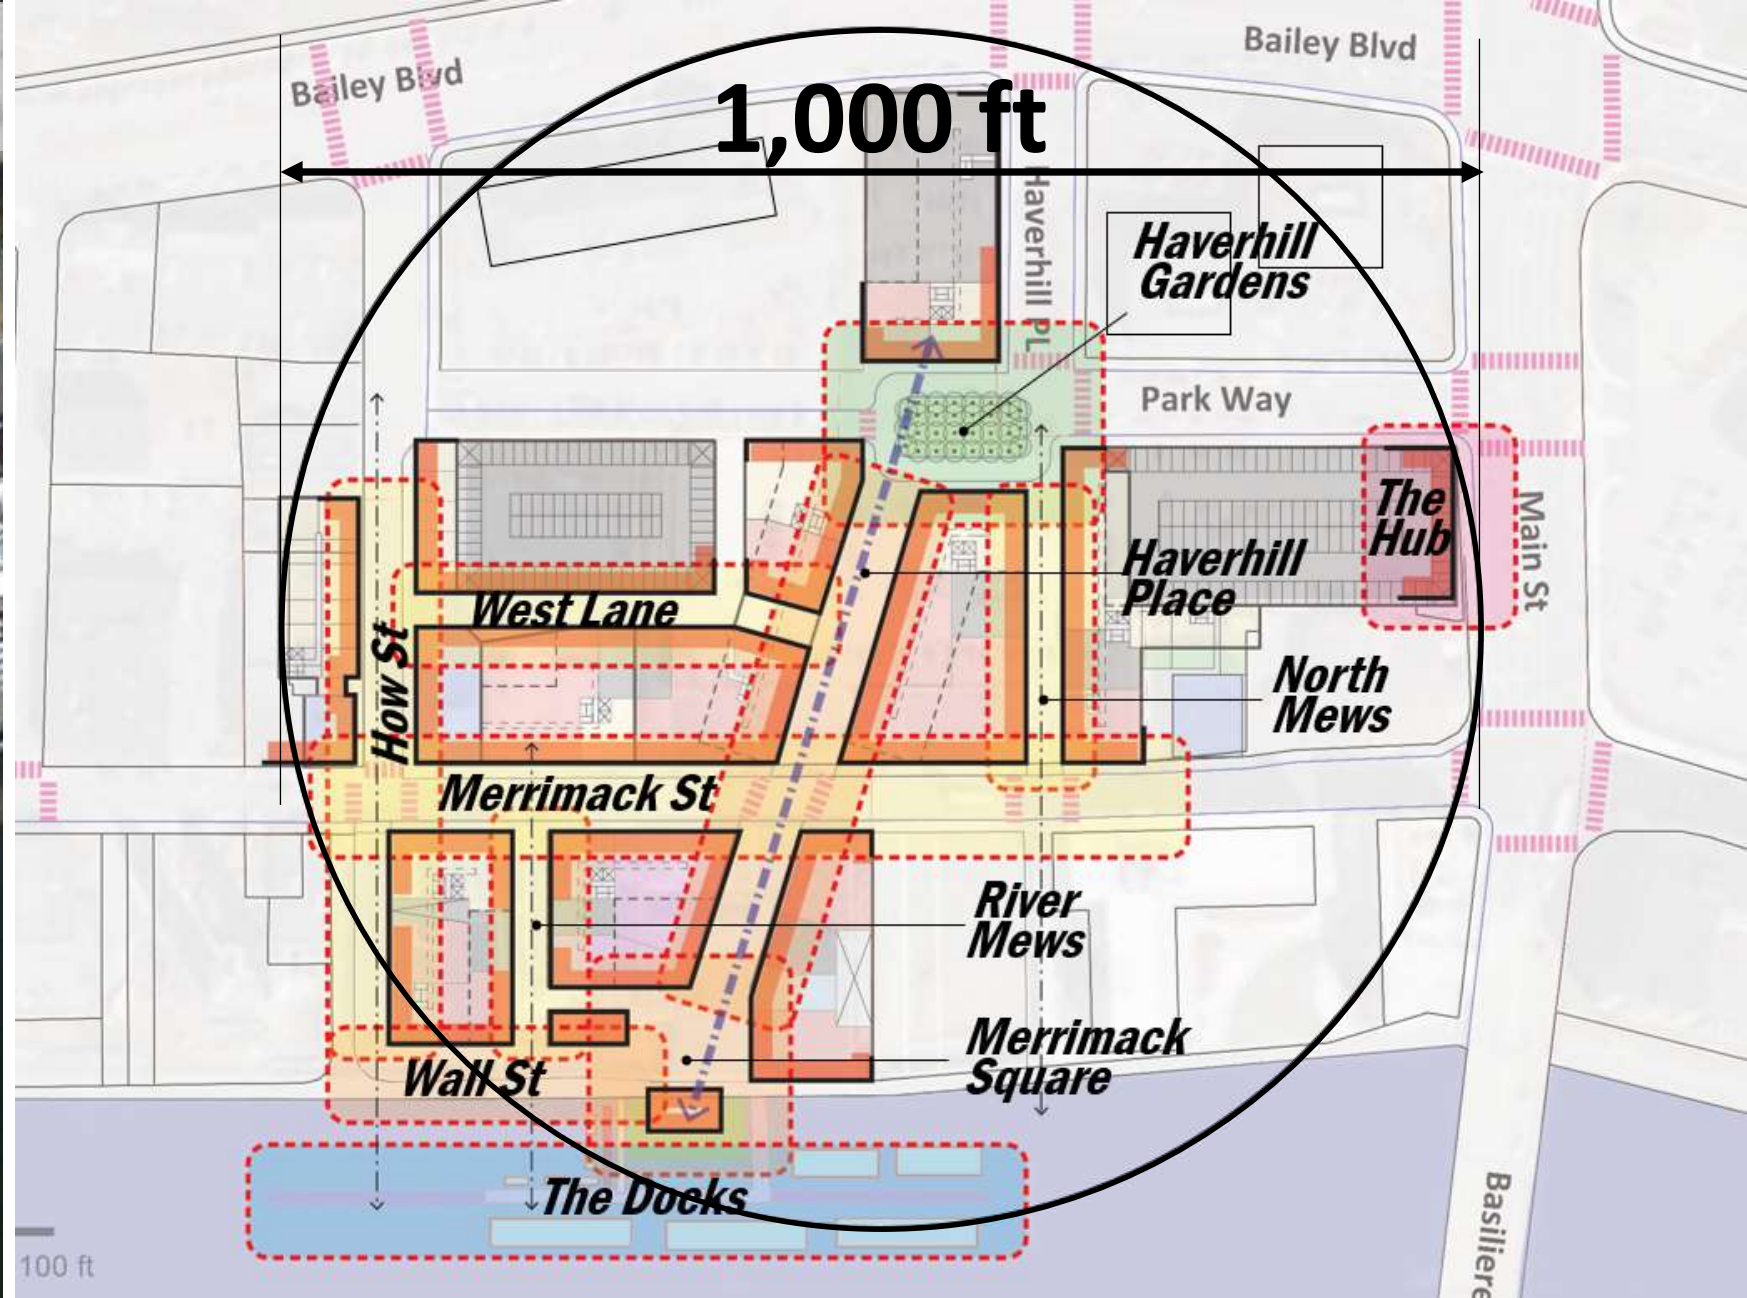 Bailey Blvd
Bailey Blvd
1,000 ft
Haverhill PL
Haverhill
Gardens
Park Way
The
Hub
Main St
Haverhill
Place
West Lane
How St
North
Mews
Merrimack St
River
Mews
Merrimack
Square
Wall St
The Docks
Basiliere
100 ft